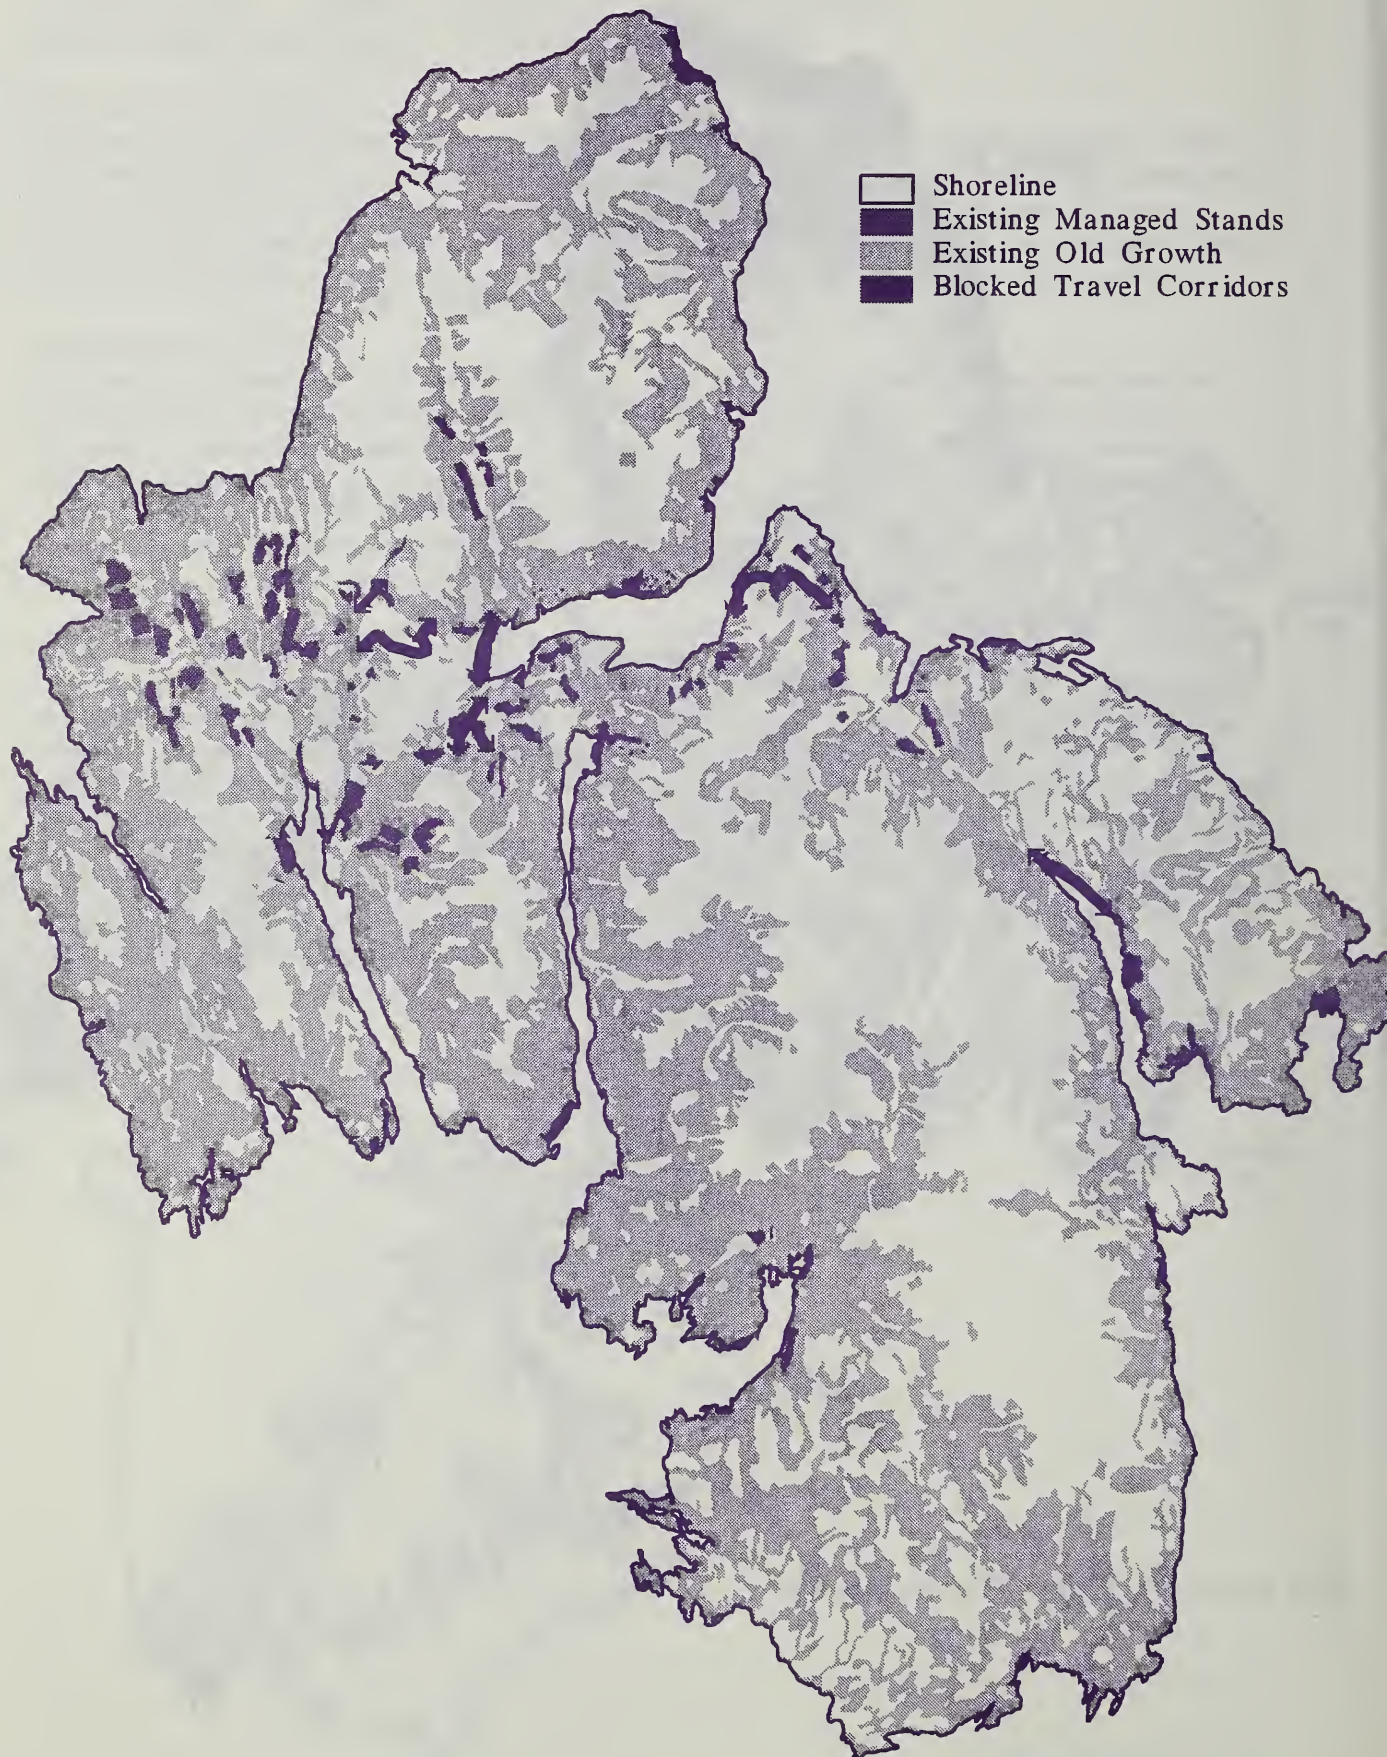 Shoreline
Existing Managed Stands
Existing Old Growth
Blocked Travel Corridors